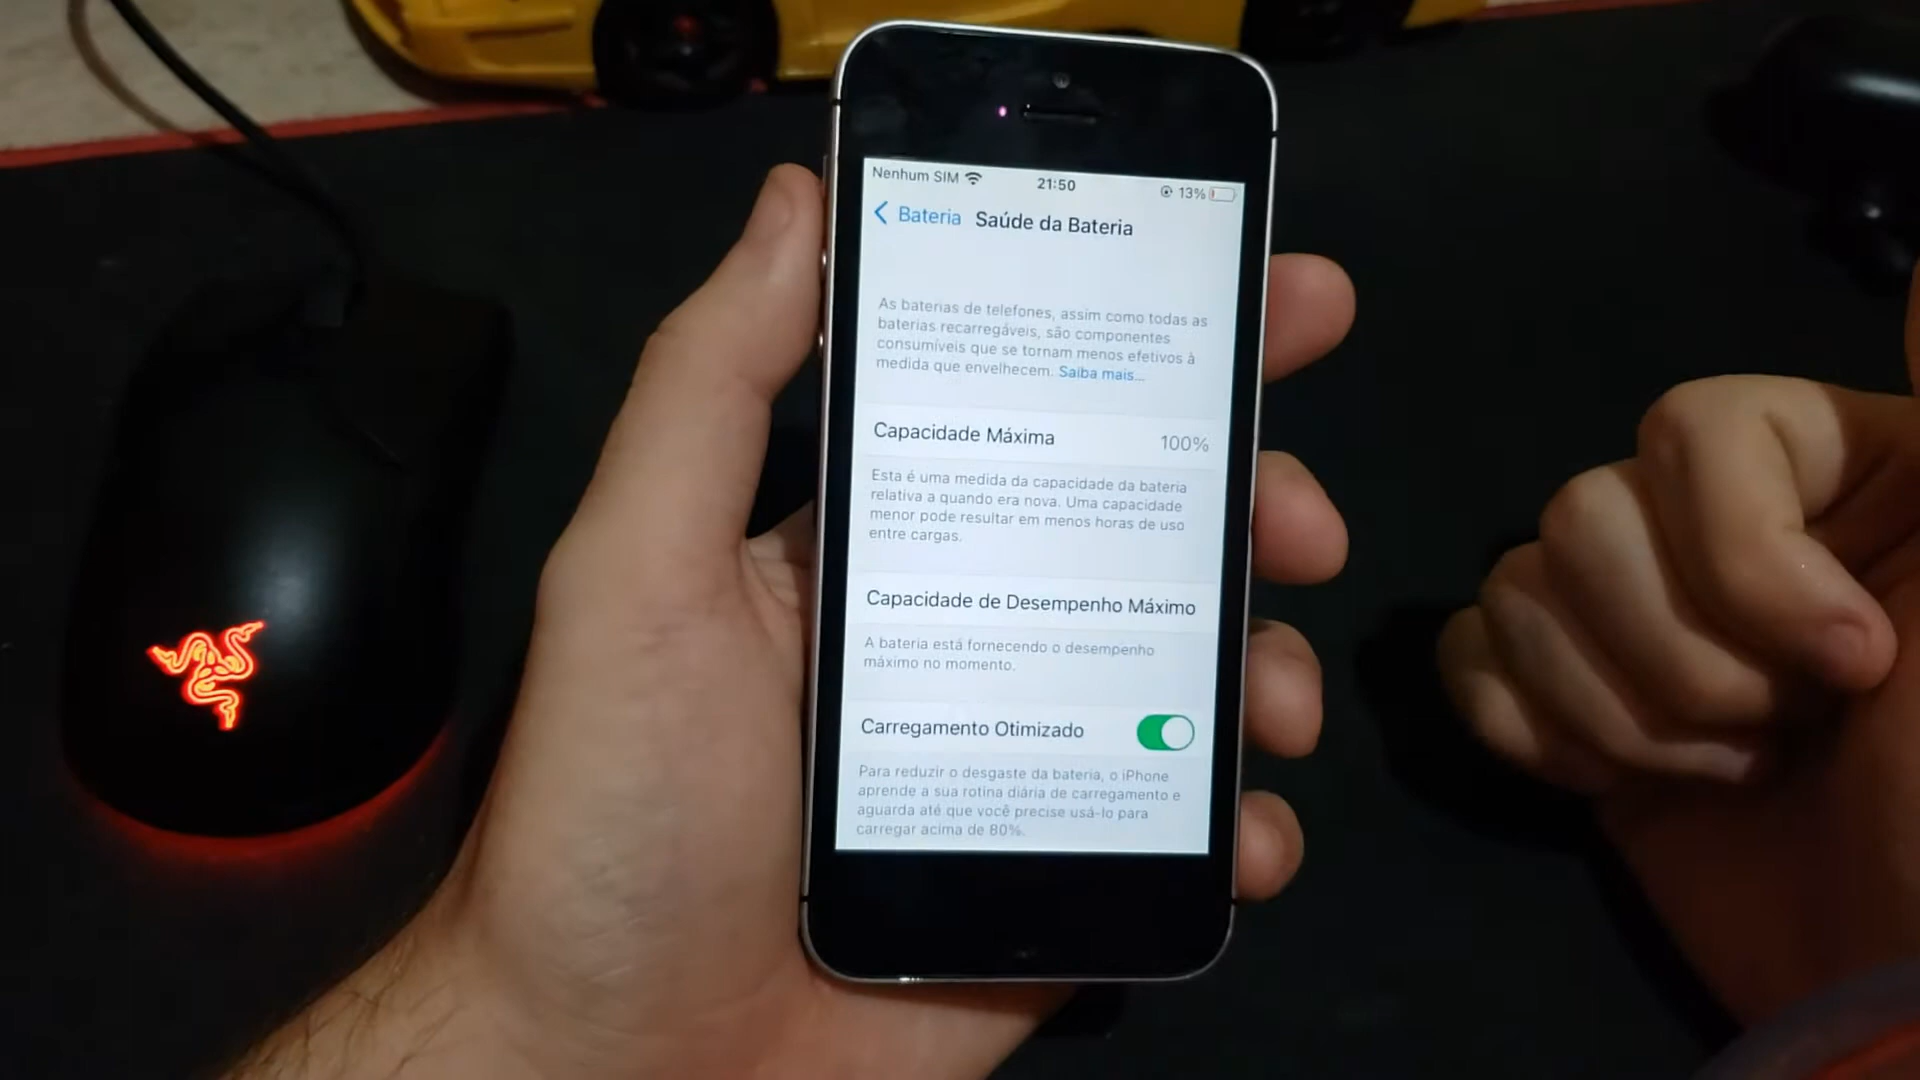 Nenhum SIM
21:50
13%
Bateria
Saúde da Bateria
As baterias de telefones, assim como todas as
baterias recarregáveis, são componentes
consumíveis que se tornam menos efetivos à
medida que envelhecem. Saiba mais...
Capacidade Máxima
100%
Esta é uma medida da capacidade da bateria
relativa a quando era nova. Uma capacidade
menor pode resultar em menos horas de uso
entre cargas.
Capacidade de Desempenho Máximo
A bateria está fornecendo o desempenho
máximo no momento.
Carregamento Otimizado
Para reduzir o desgaste da bateria, o iPhone
aprende a sua rotina diária de carregamento e
aguarda até que você precise usá-lo para
carregar acima de 80%.